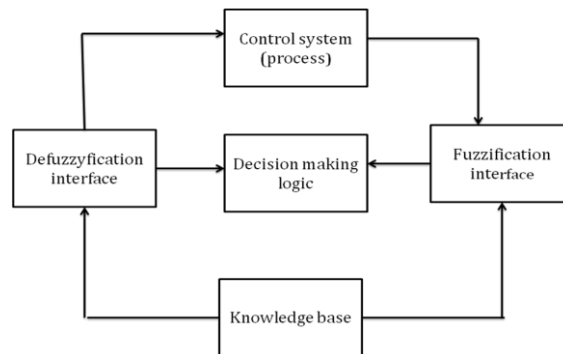 Control system
(process)
Defuzzyfication
interface
Decision making
logic
Fuzzification
interface
Knowledge base